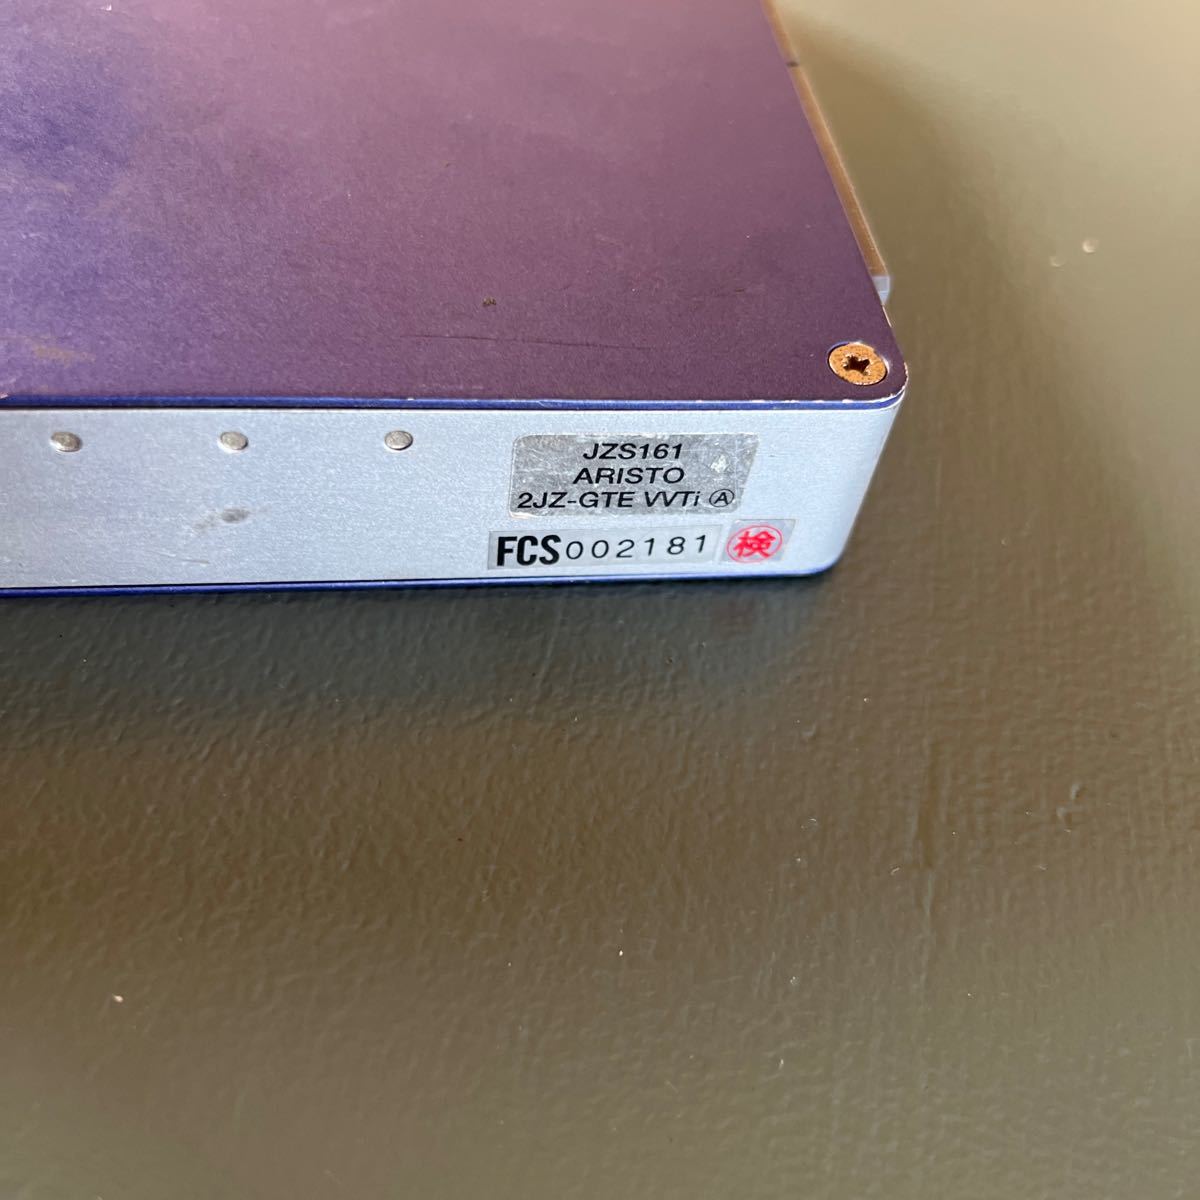 JZS161
ARISTO
2JZ-GTE VVTi Ⓐ
FCS002181 検